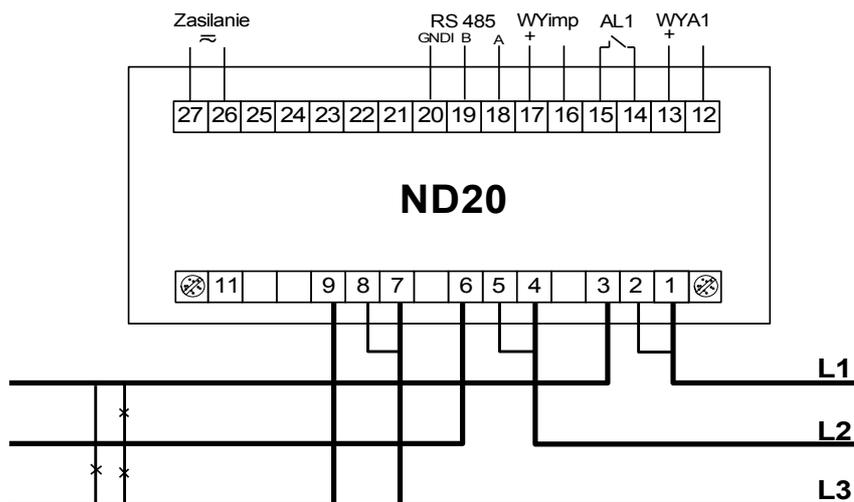 Zasilanie RS 485 WYimp AL1 WYA1
GNDI B A + +
27 26 25 24 23 22 21 20 19 18 17 16 15 14 13 12
ND20
11 9 8 7 6 5 4 3 2 1
L1
L2
L3